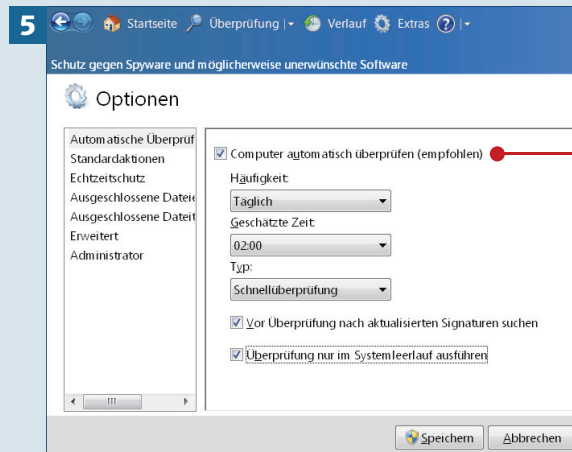 5
Startseite Überprüfung Verlauf Extras ?
Schutz gegen Spyware und möglicherweise unerwünschte Software
Optionen
Automatische Überprüf
Standardaktionen
Echtzeitschutz
Ausgeschlossene Dateie
Ausgeschlossene Dateit
Erweitert
Administrator
Computer automatisch überprüfen (empfohlen)
Häufigkeit:
Täglich
Geschätzte Zeit:
02:00
Typ:
Schnellüberprüfung
Vor Überprüfung nach aktualisierten Signaturen suchen
Überprüfung nur im Systemleerlauf ausführen
Speichern Abbrechen